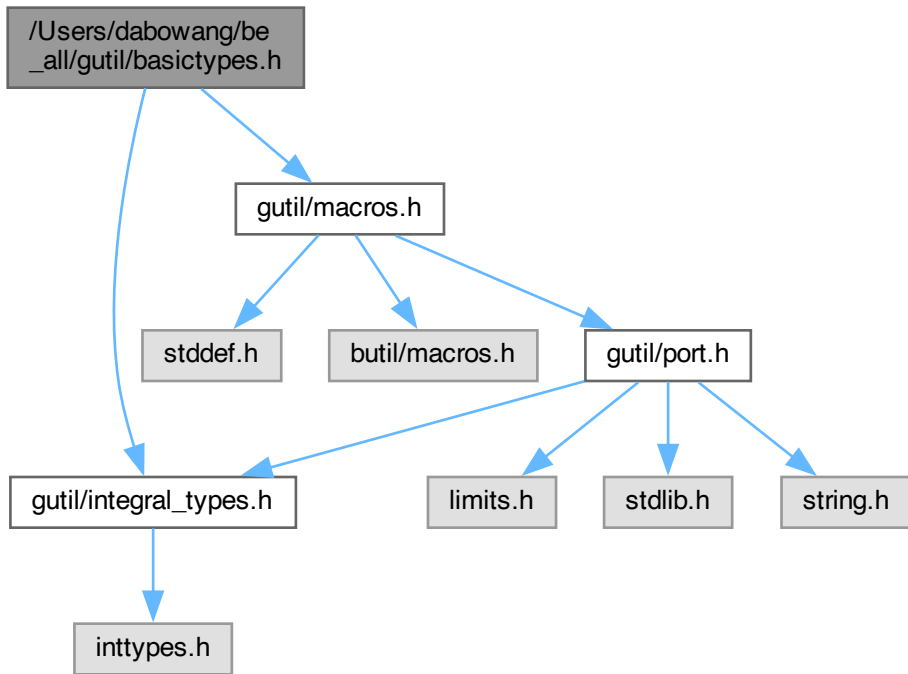 /Users/dabowang/be
_all/gutil/basictypes.h
gutil/macros.h
stddef.h
butil/macros.h
gutil/port.h
gutil/integral_types.h
limits.h
stdlib.h
string.h
inttypes.h